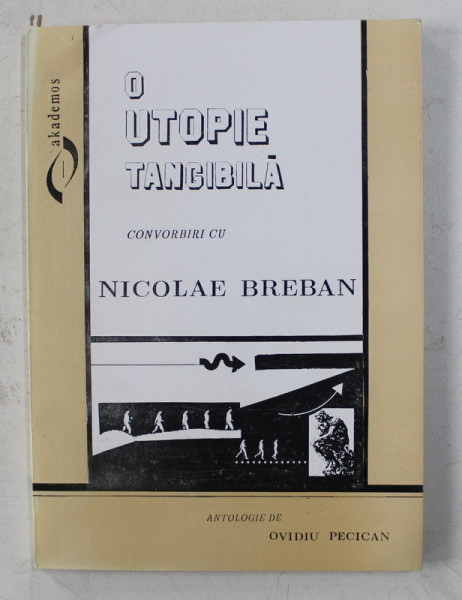 akademos
O
UTOPIE
TANGIBILĂ
CONVORBIRI CU
NICOLAE BREBAN
ANTOLOGIE DE
OVIDIU PECICAN